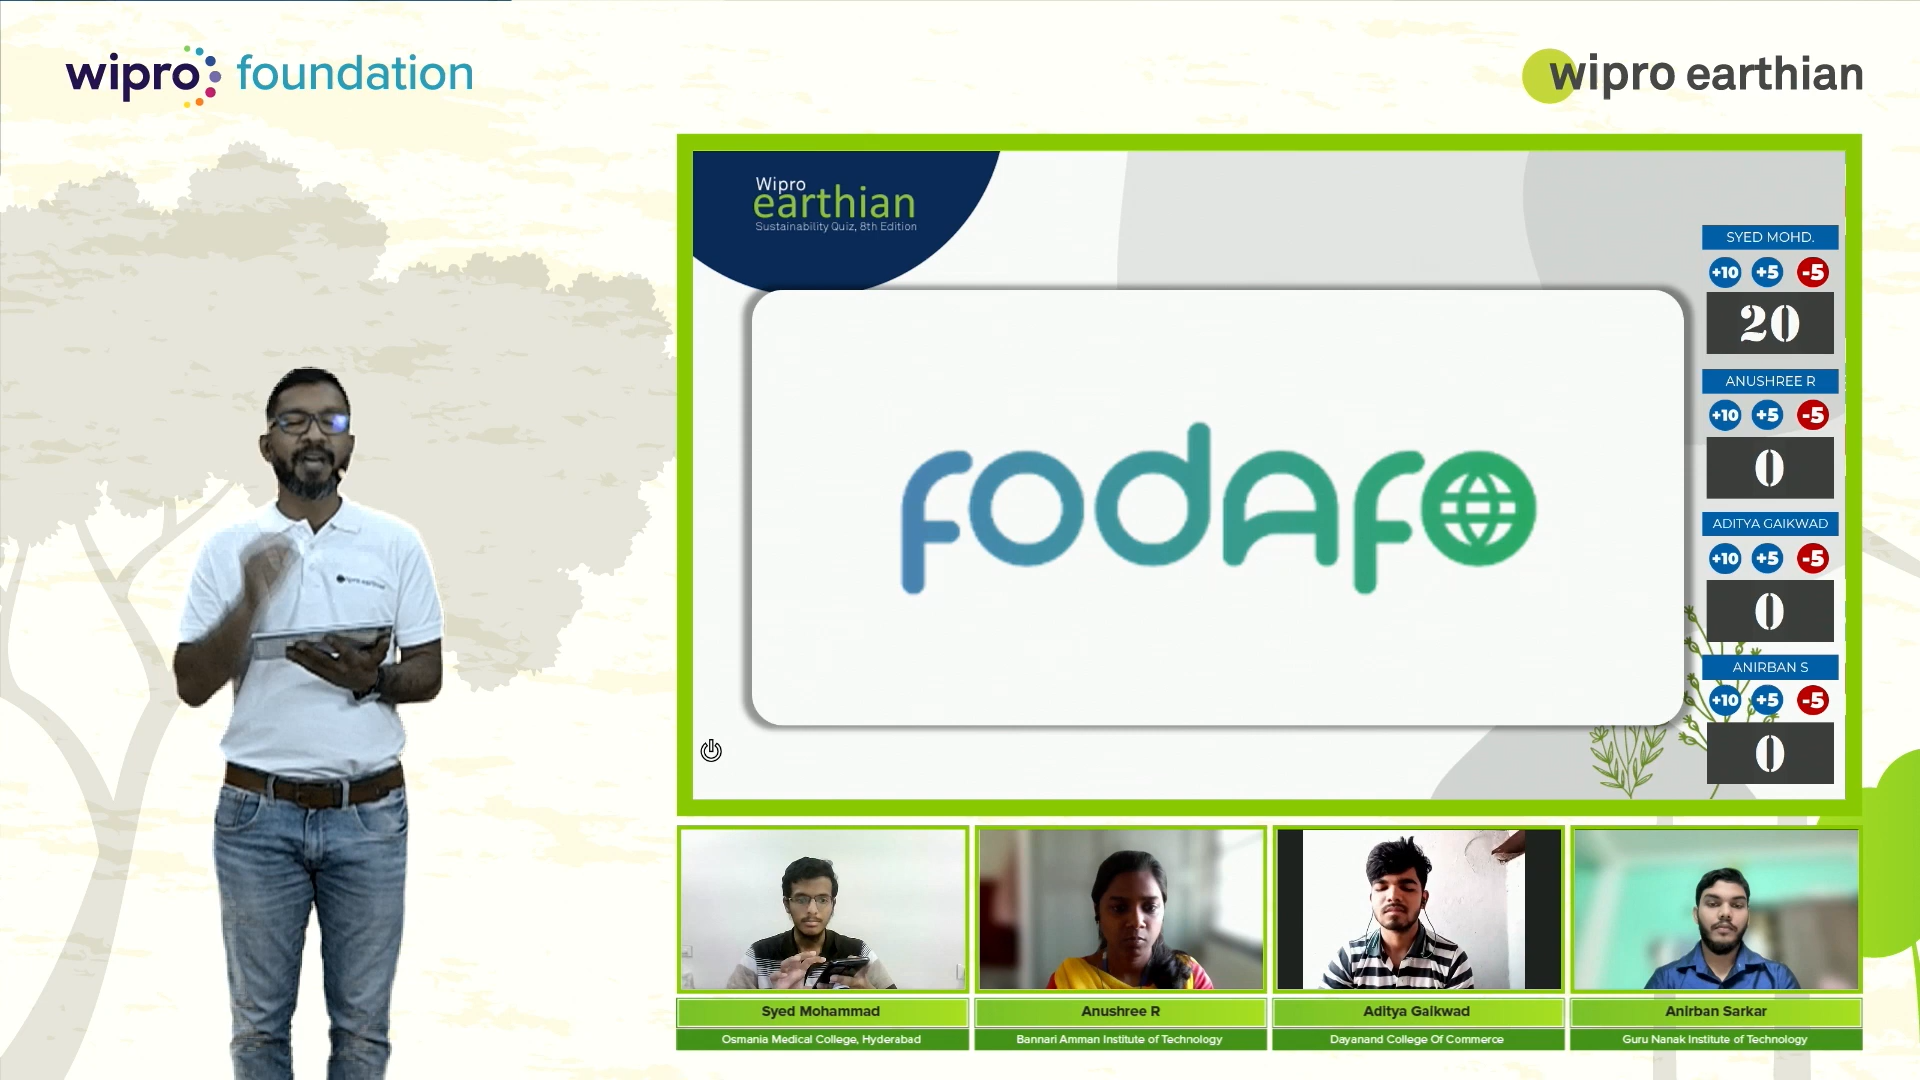 wipro foundation
wipro earthian
Wipro
earthian
Sustainability Quiz, 8th Edition
fodafo
SYED MOHD.
+10 +5 -5
20
ANUSHREE R
+10 +5 -5
0
ADITYA GAIKWAD
+10 +5 -5
0
ANIRBAN S
+10 +5 -5
0
wipro earthian
Syed Mohammad
Osmania Medical College, Hyderabad
Anushree R
Bannari Amman Institute of Technology
Aditya Gaikwad
Dayanand College Of Commerce
Anirban Sarkar
Guru Nanak Institute of Technology